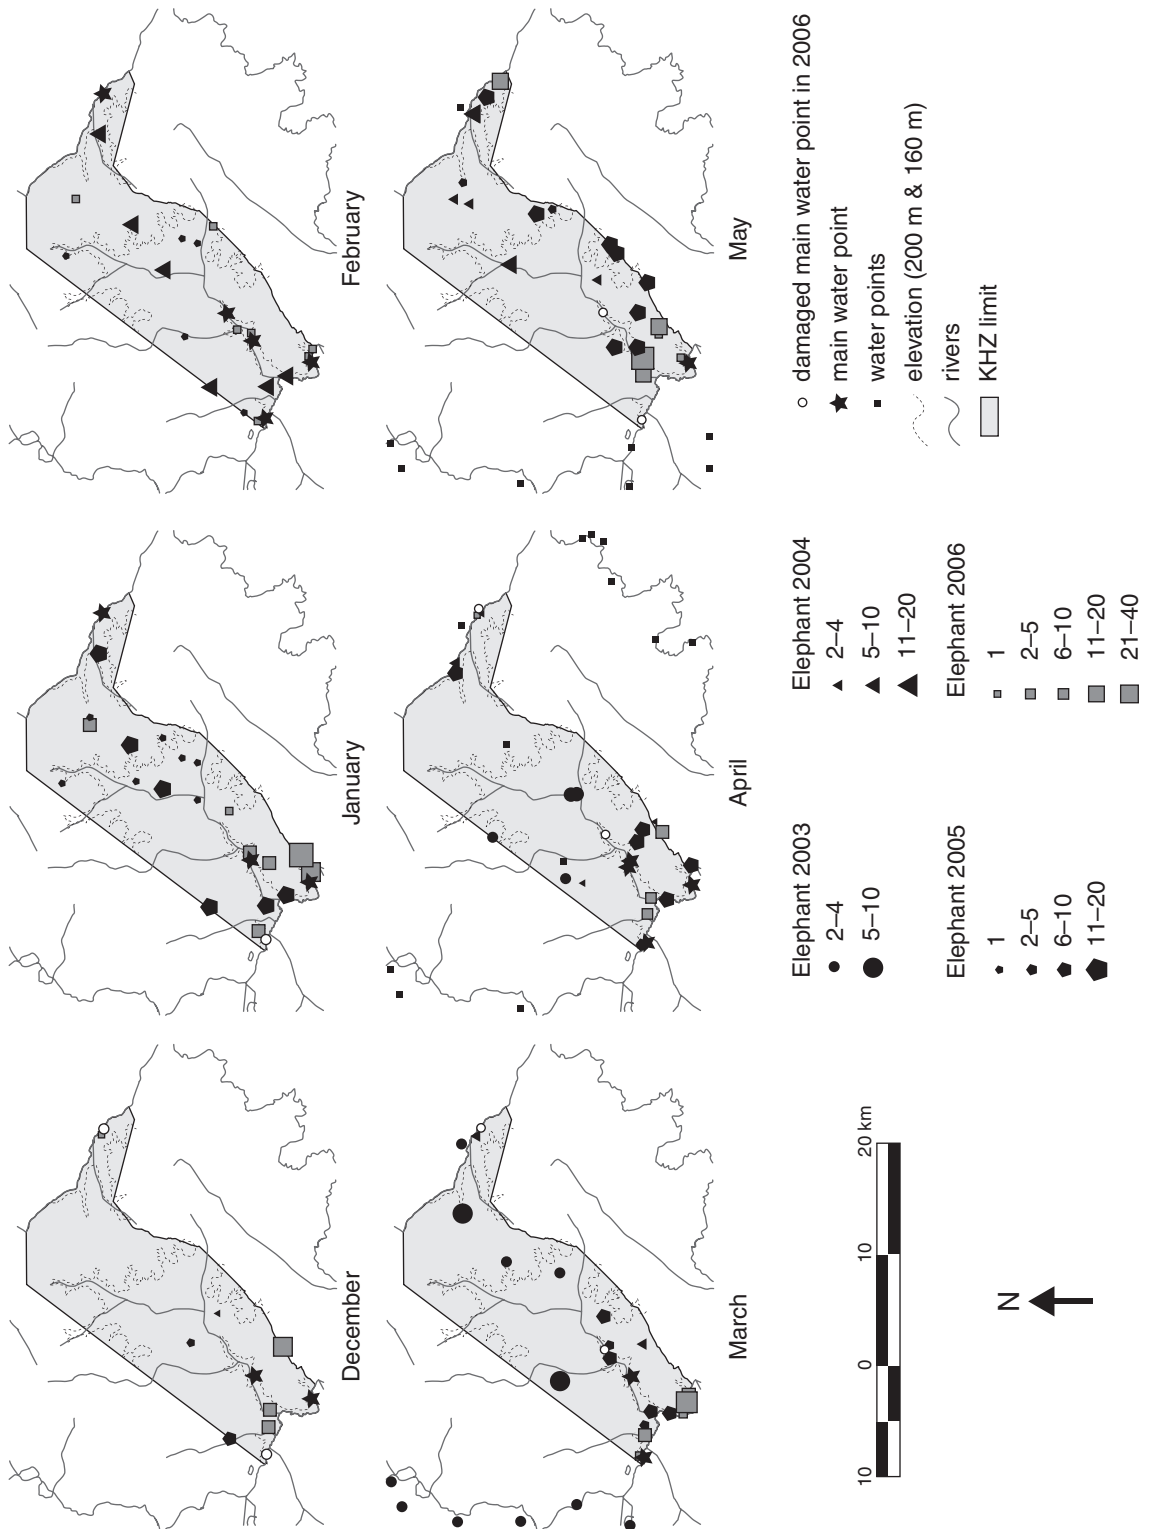 December
January
February
March
April
May
10 0 10 20 km
N
Elephant 2003
2–4
5–10
Elephant 2004
2–4
5–10
11–20
Elephant 2005
1
2–5
6–10
11–20
Elephant 2006
1
2–5
6–10
11–20
21–40
damaged main water point in 2006
main water point
water points
elevation (200 m & 160 m)
rivers
KHZ limit